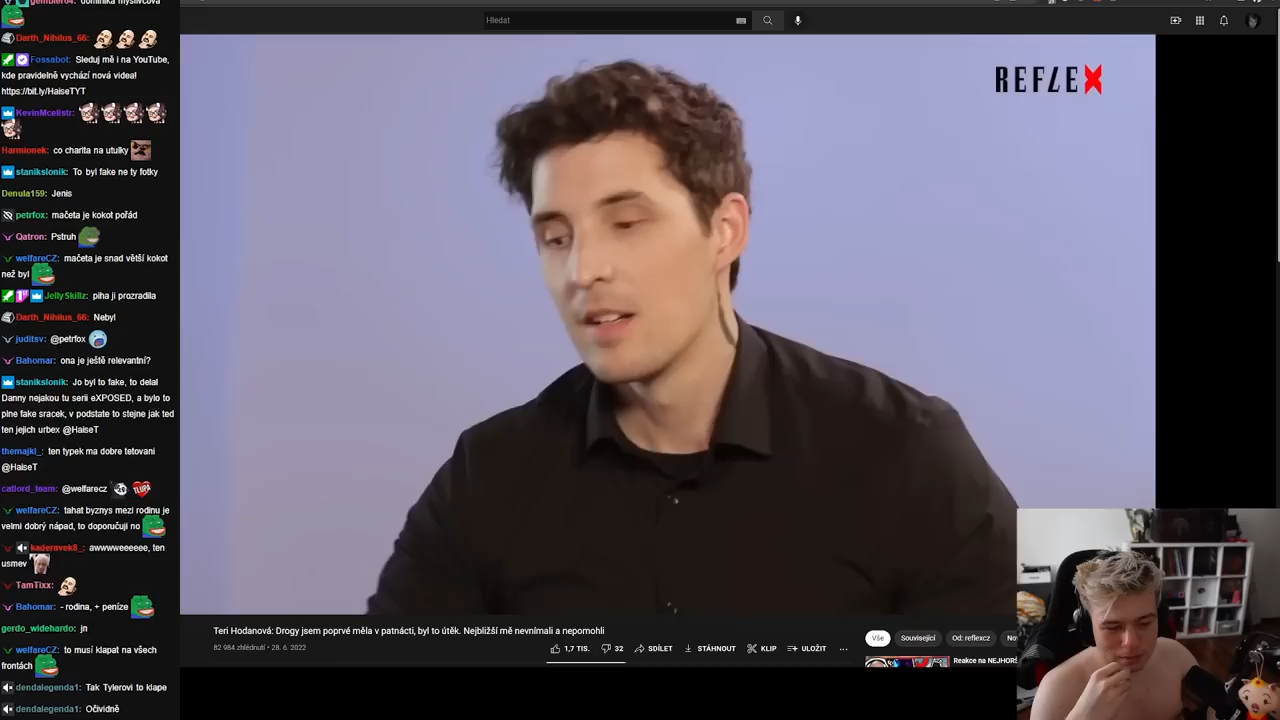 gembler04: dominika myslivcová
Darth_Nihilus_66:
Fossabot: Sleduj mě i na YouTube,
kde pravidelně vychází nová videa!
https://bit.ly/HaiseTYT
KevinMcelistr:
Harmionek: co charita na utulky
stanikslonik: To byl fake ne ty fotky
Denula159: Jenis
petrfox: mačeta je kokot pořád
Qatron: Pstruh
welfareCZ: mačeta je snad větší kokot
než byl
JellySkillz: piha ji prozradila
Darth_Nihilus_66: Neby!
juditsv: @petrfox
Bahomar: ona je ještě relevantní?
stanikslonik: Jo byl to fake, to delal
Danny nejakou tu serii eXPOSED, a bylo to
plne fake sracek, v podstate to stejne jak ted
ten jejich urbex @HaiseT
themajkl_: ten typek ma dobre tetovani
@HaiseT
catlord_team: @welfarecz
welfareCZ: tahat byznys mezi rodinu je
velmi dobrý nápad, to doporučuji no
kaderavek8_: awwwweeeeee, ten
usmev
TamTixx:
Bahomar: - rodina, + peníze
gerdo_widehardo: jn
welfareCZ: to musí klapat na všech
frontách
dendalegenda1: Tak Tylerovi to klape
dendalegenda1: Očividně
Hledat
REFLEX
Teri Hodanová: Drogy jsem poprvé měla v patnácti, byl to útěk. Nejbližší mě nevnímali a nepomohli
82 984 zhlédnutí • 28. 6. 2022
1,7 TIS. 32 SDÍLET STÁHNOUT KLIP ULOŽIT ...
Vše Související Od: reflexcz No
Reakce na NEJHORŠ